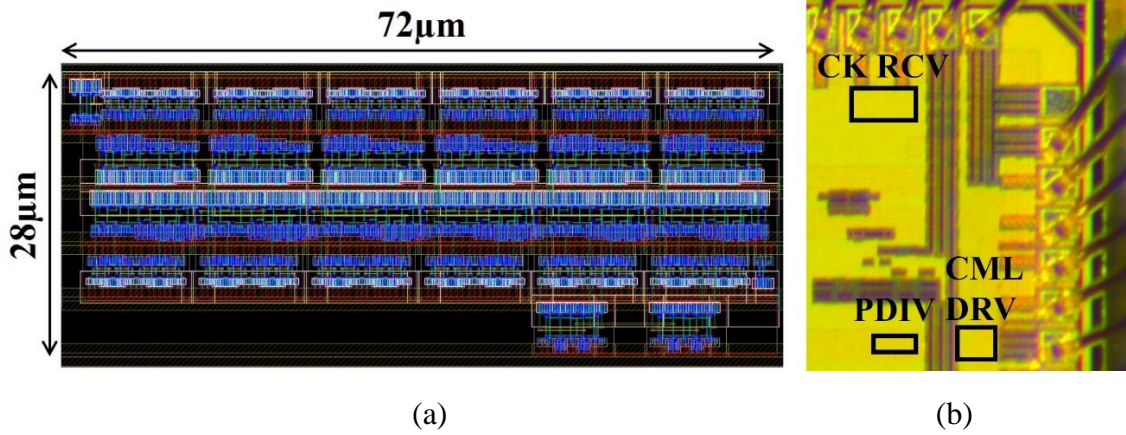 72μm
28μm
CK RCV
CML
PDIV DRV
(a) (b)